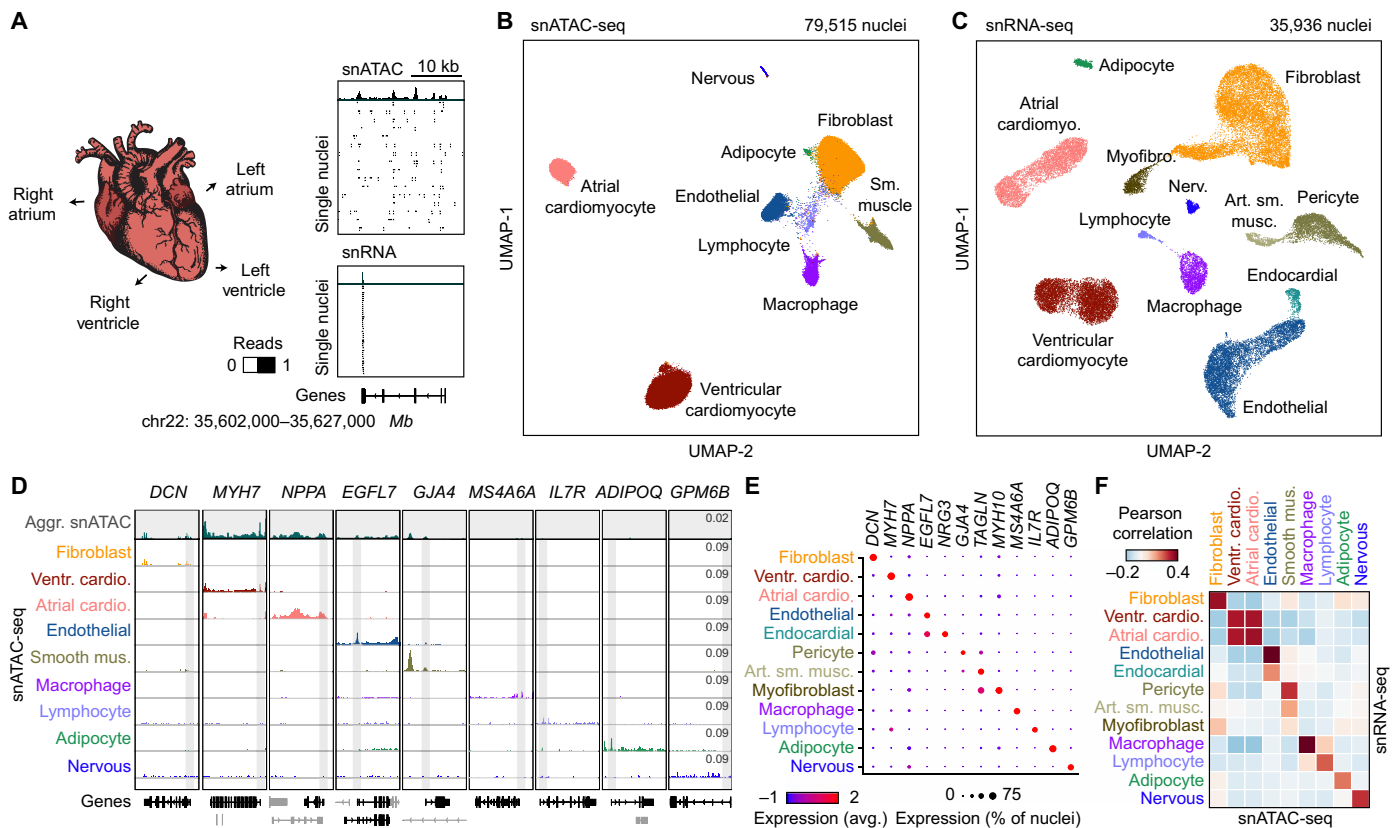 A
snATAC 10 kb
Single nuclei
Left
atrium
Right
atrium
snRNA
Single nuclei
Left
ventricle
Right
ventricle
Reads
0 1
Genes
chr22: 35,602,000–35,627,000 Mb
B
snATAC-seq 79,515 nuclei
Nervous
Fibroblast
Adipocyte
Atrial
cardiomyocyte
Endothelial
Sm.
muscle
Lymphocyte
Macrophage
Ventricular
cardiomyocyte
UMAP-1
UMAP-2
C
snRNA-seq 35,936 nuclei
Adipocyte
Fibroblast
Atrial
cardiomyo.
Myofibro.
Nerv.
Art. sm.
musc.
Pericyte
Lymphocyte
Endocardial
Macrophage
Ventricular
cardiomyocyte
Endothelial
UMAP-1
UMAP-2
D
DCN MYH7 NPPA EGFL7 GJA4 MS4A6A IL7R ADIPOQ GPM6B
Aggr. snATAC 0.02
Fibroblast 0.09
Ventr. cardio. 0.09
Atrial cardio. 0.09
Endothelial 0.09
Smooth mus. 0.09
Macrophage 0.09
Lymphocyte 0.09
Adipocyte 0.09
Nervous 0.09
snATAC-seq
Genes
E
DCN
MYH7
NPPA
EGFL7
NRG3
GJA4
TAGLN
MYH10
MS4A6A
IL7R
ADIPOQ
GPM6B
Fibroblast
Ventr. cardio.
Atrial cardio.
Endothelial
Endocardial
Pericyte
Art. sm. musc.
Myofibroblast
Macrophage
Lymphocyte
Adipocyte
Nervous
–1 2
Expression (avg.)
0 75
Expression (% of nuclei)
F
Pearson
correlation
–0.2 0.4
Fibroblast
Ventr. cardio.
Atrial cardio.
Endothelial
Smooth mus.
Macrophage
Lymphocyte
Adipocyte
Nervous
Fibroblast
Ventr. cardio.
Atrial cardio.
Endothelial
Endocardial
Pericyte
Art. sm. musc.
Myofibroblast
Macrophage
Lymphocyte
Adipocyte
Nervous
snRNA-seq
snATAC-seq